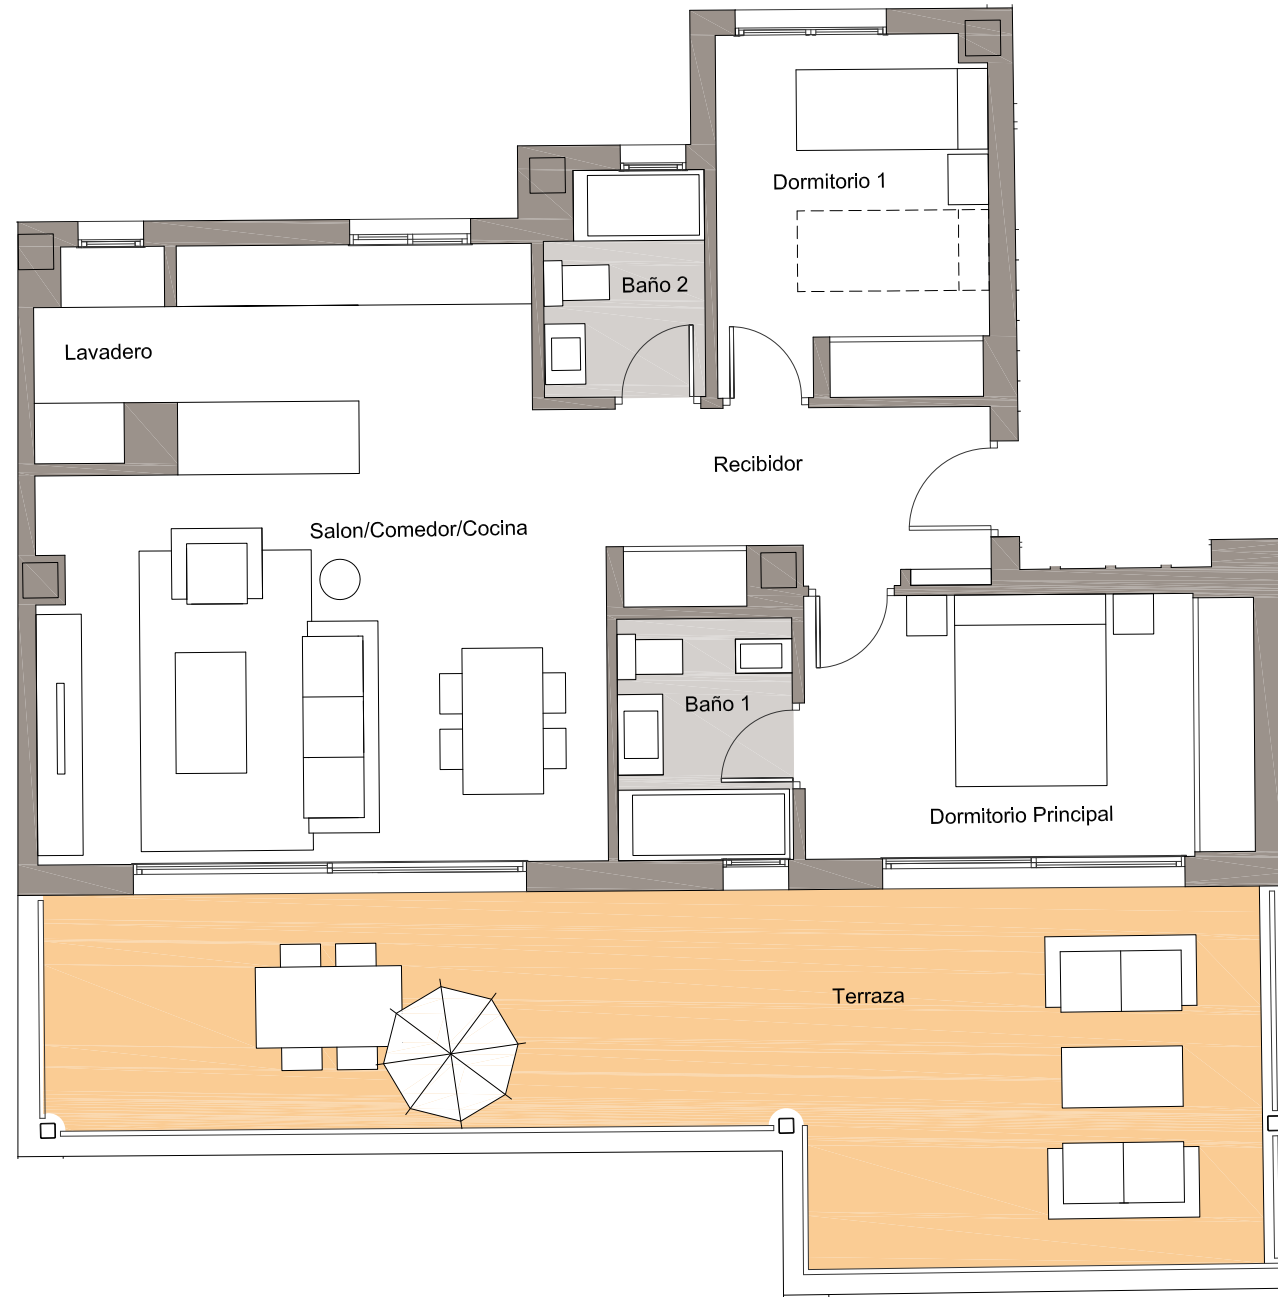 Dormitorio 1
Baño 2
Lavadero
Recibidor
Salon/Comedor/Cocina
Baño 1
Dormitorio Principal
Terraza